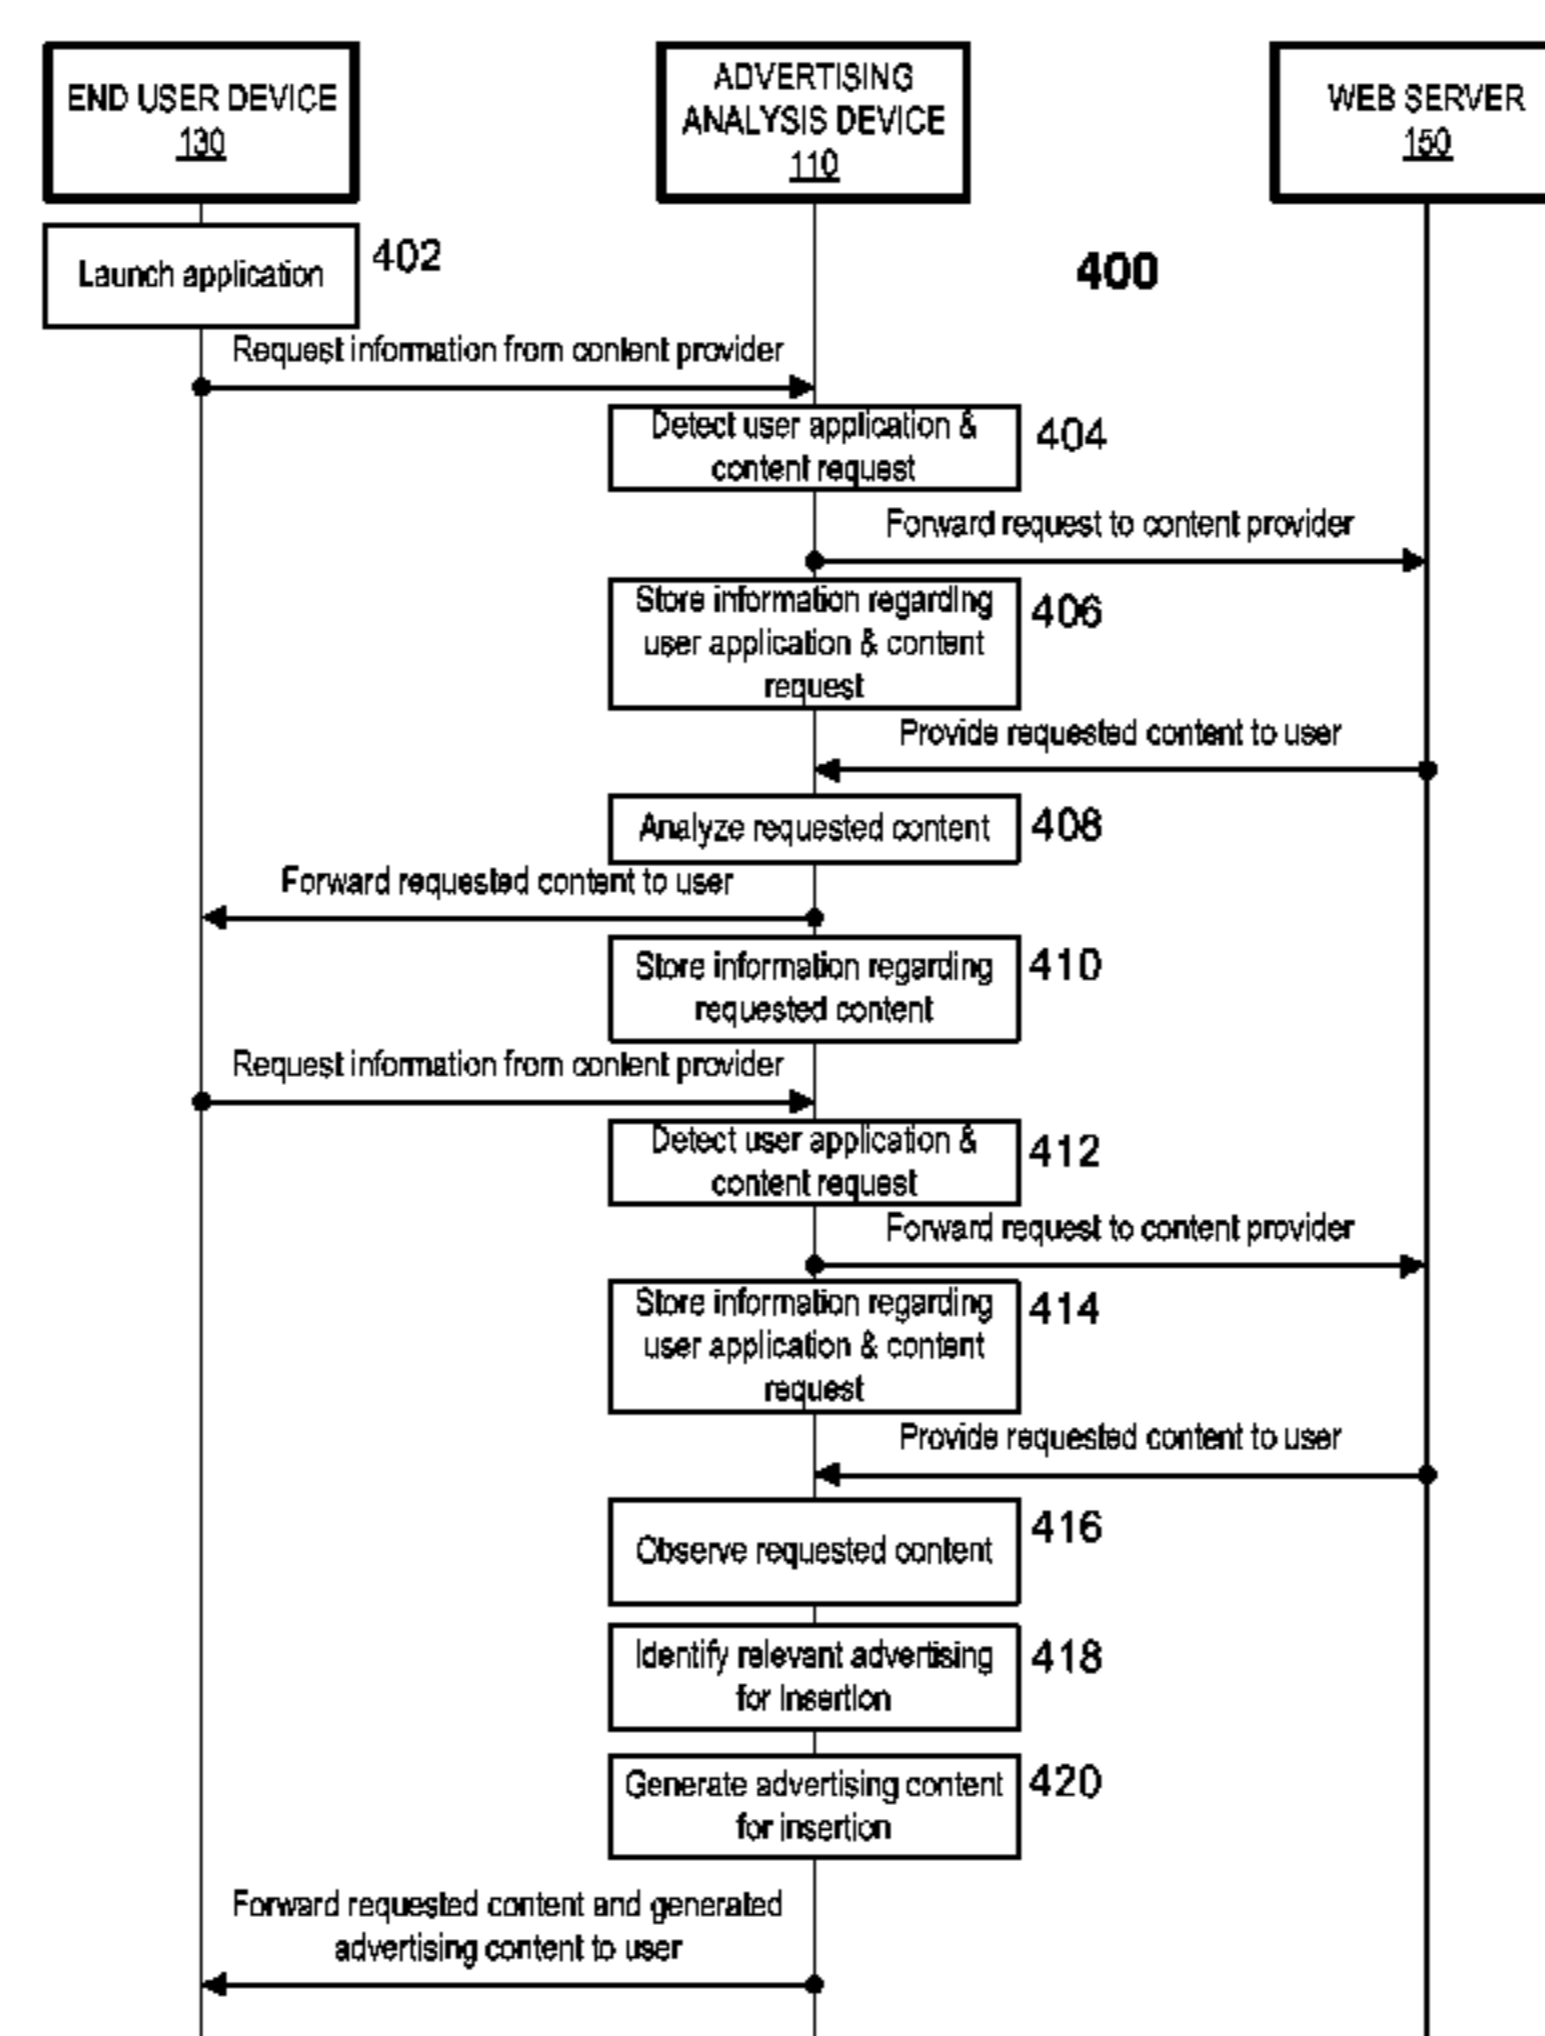 END USER DEVICE
130
ADVERTISING
ANALYSIS DEVICE
110
WEB SERVER
150
Launch application
402
400
Request information from content provider
Detect user application &
content request
404
Forward request to content provider
Store information regarding
user application & content
request
406
Provide requested content to user
Analyze requested content
408
Forward requested content to user
Store information regarding
requested content
410
Request information from content provider
Detect user application &
content request
412
Forward request to content provider
Store information regarding
user application & content
request
414
Provide requested content to user
Observe requested content
416
Identify relevant advertising
for insertion
418
Generate advertising content
for insertion
420
Forward requested content and generated
advertising content to user